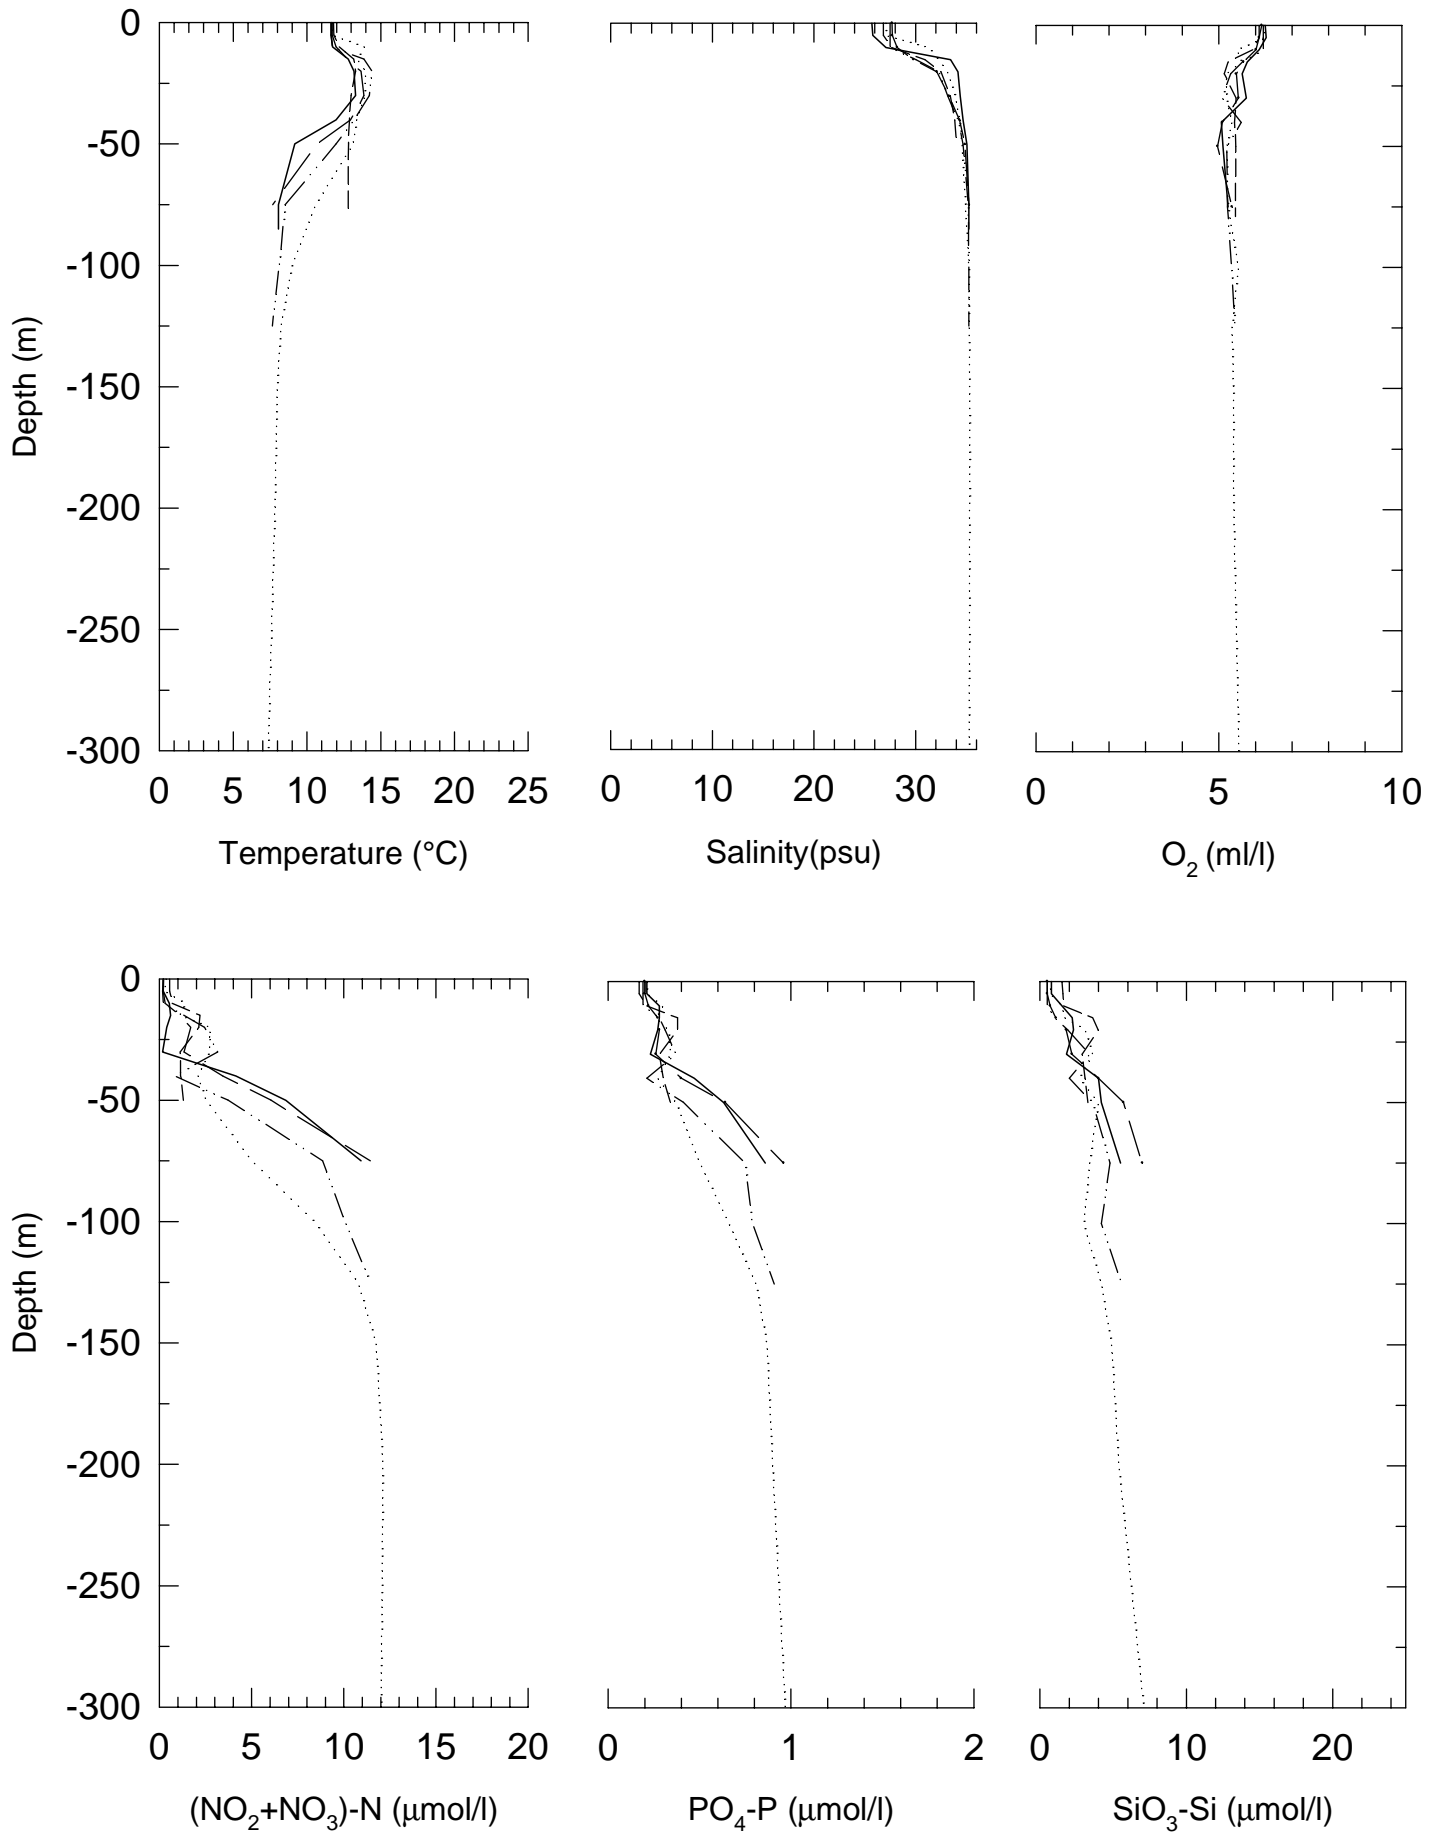 0
-50
-100
-150
-200
-250
-300
Depth (m)
0 5 10 15 20 25
0 10 20 30
0 5 10
Temperature (°C)
Salinity(psu)
O2 (ml/l)
0
-50
-100
-150
-200
-250
-300
Depth (m)
0 5 10 15 20
0 1 2
0 10 20
(NO2+NO3)-N (μmol/l)
PO4-P (μmol/l)
SiO3-Si (μmol/l)